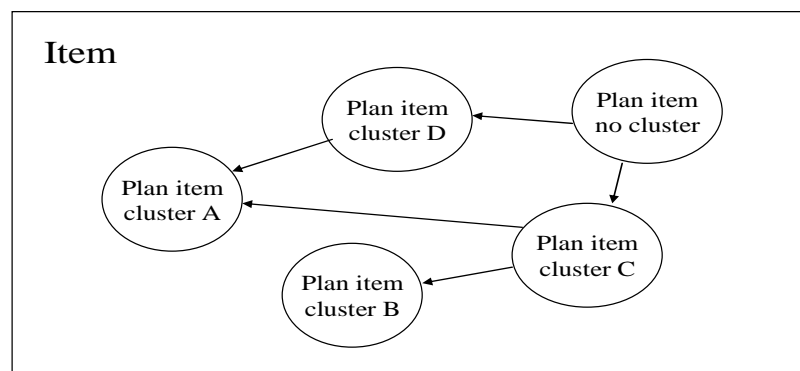 Item
Plan item
cluster D
Plan item
no cluster
Plan item
cluster A
Plan item
cluster C
Plan item
cluster B